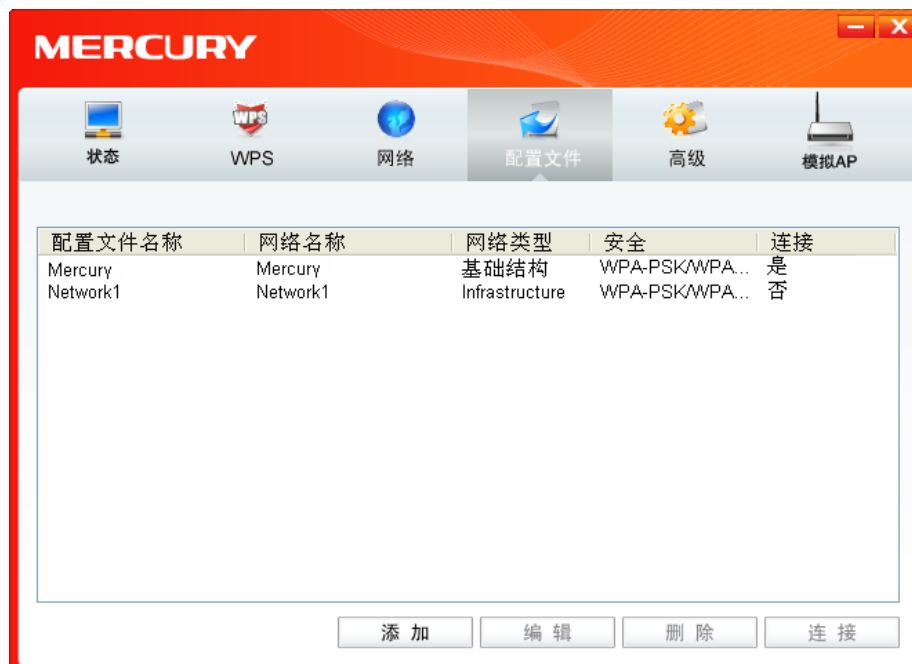 MERCURY
状态 WPS 网络 配置文件 高级 模拟AP
配置文件名称 网络名称 网络类型 安全 连接
Mercury Mercury 基础结构 WPA-PSK/WPA... 是
Network1 Network1 Infrastructure WPA-PSK/WPA... 否
添加 编辑 删除 连接